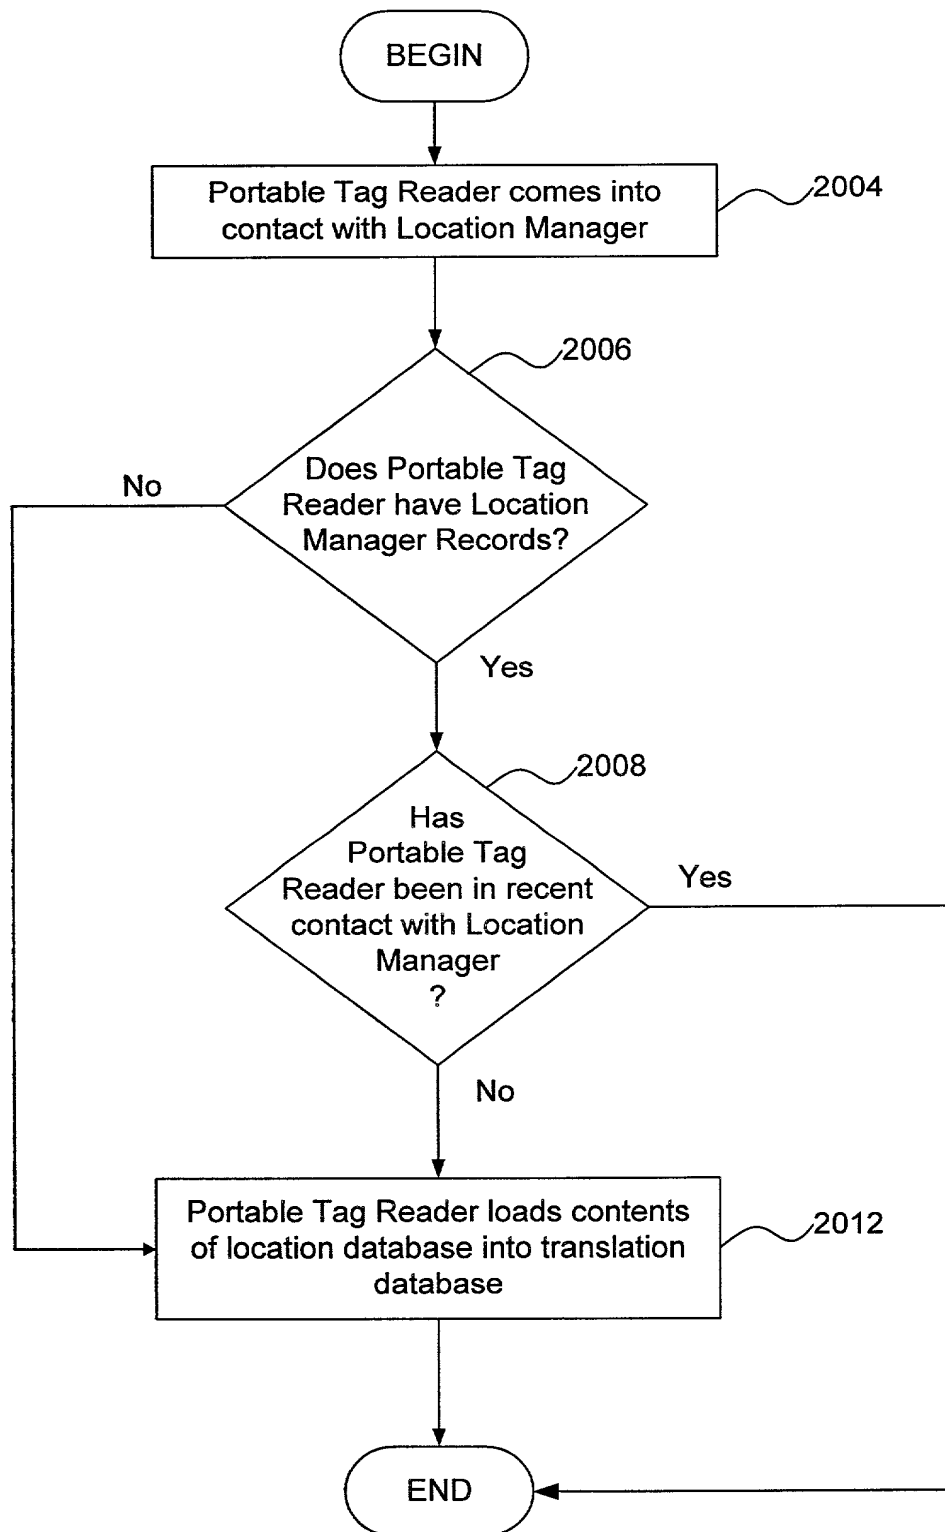 BEGIN
Portable Tag Reader comes into
contact with Location Manager
2004
2006
Does Portable Tag
Reader have Location
Manager Records?
No
Yes
2008
Has
Portable Tag
Reader been in recent
contact with Location
Manager
?
Yes
No
Portable Tag Reader loads contents
of location database into translation
database
2012
END